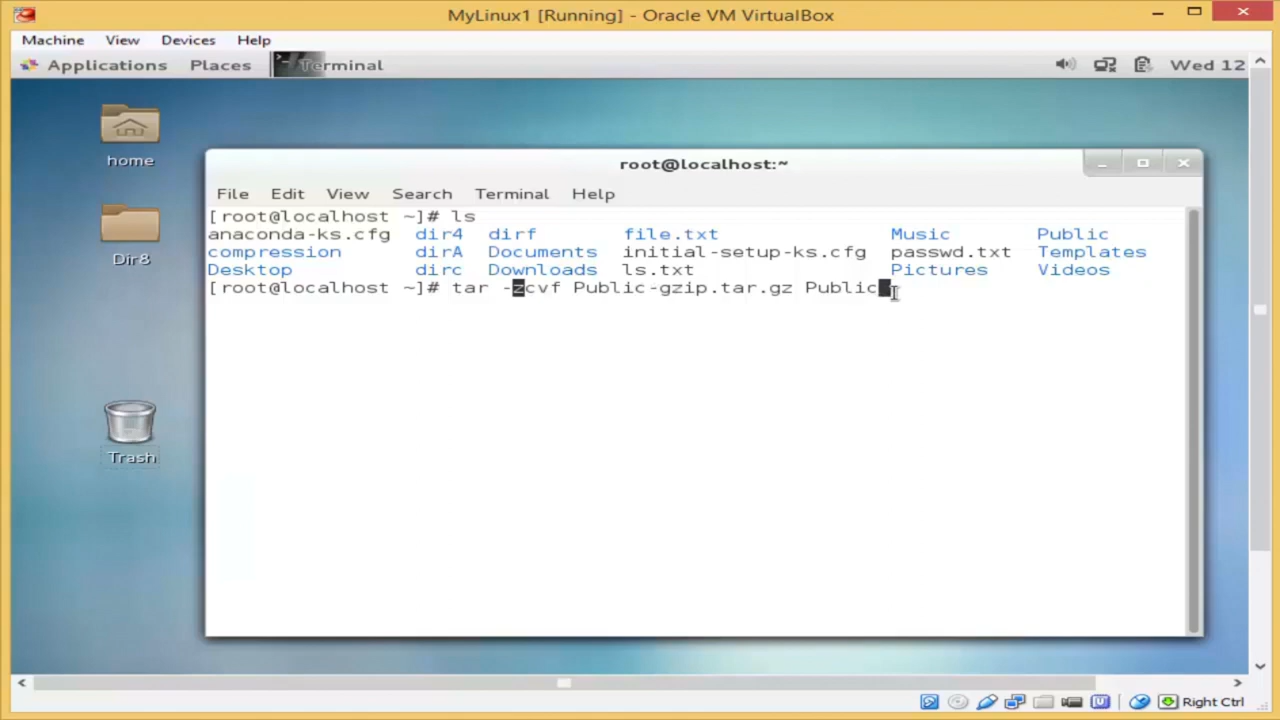 MyLinux1 [Running] - Oracle VM VirtualBox
Machine View Devices Help
Applications Places Terminal Wed 12
home
Dir8
Trash
root@localhost:~
File Edit View Search Terminal Help
[root@localhost ~]# ls
anaconda-ks.cfg dir4 dirf file.txt Music Public
compression dirA Documents initial-setup-ks.cfg passwd.txt Templates
Desktop dirc Downloads ls.txt Pictures Videos
[root@localhost ~]# tar -zcvf Public-gzip.tar.gz Public
Right Ctrl